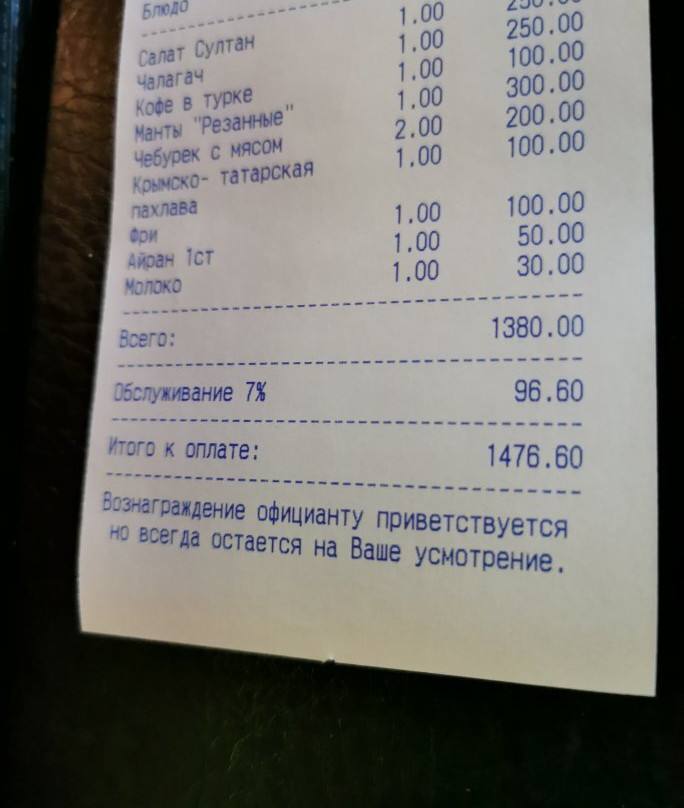 Блюдо
Салат Султан 1.00 250.00
Чалагач 1.00 250.00
Кофе в турке 1.00 100.00
Манты "Резанные" 1.00 300.00
Чебурек с мясом 2.00 200.00
Крымско- татарская 1.00 100.00
пахлава
Фри 1.00 100.00
Айран 1ст 1.00 50.00
Молоко 1.00 30.00
Всего: 1380.00
Обслуживание 7% 96.60
Итого к оплате: 1476.60
Вознаграждение официанту приветствуется
но всегда остается на Ваше усмотрение.